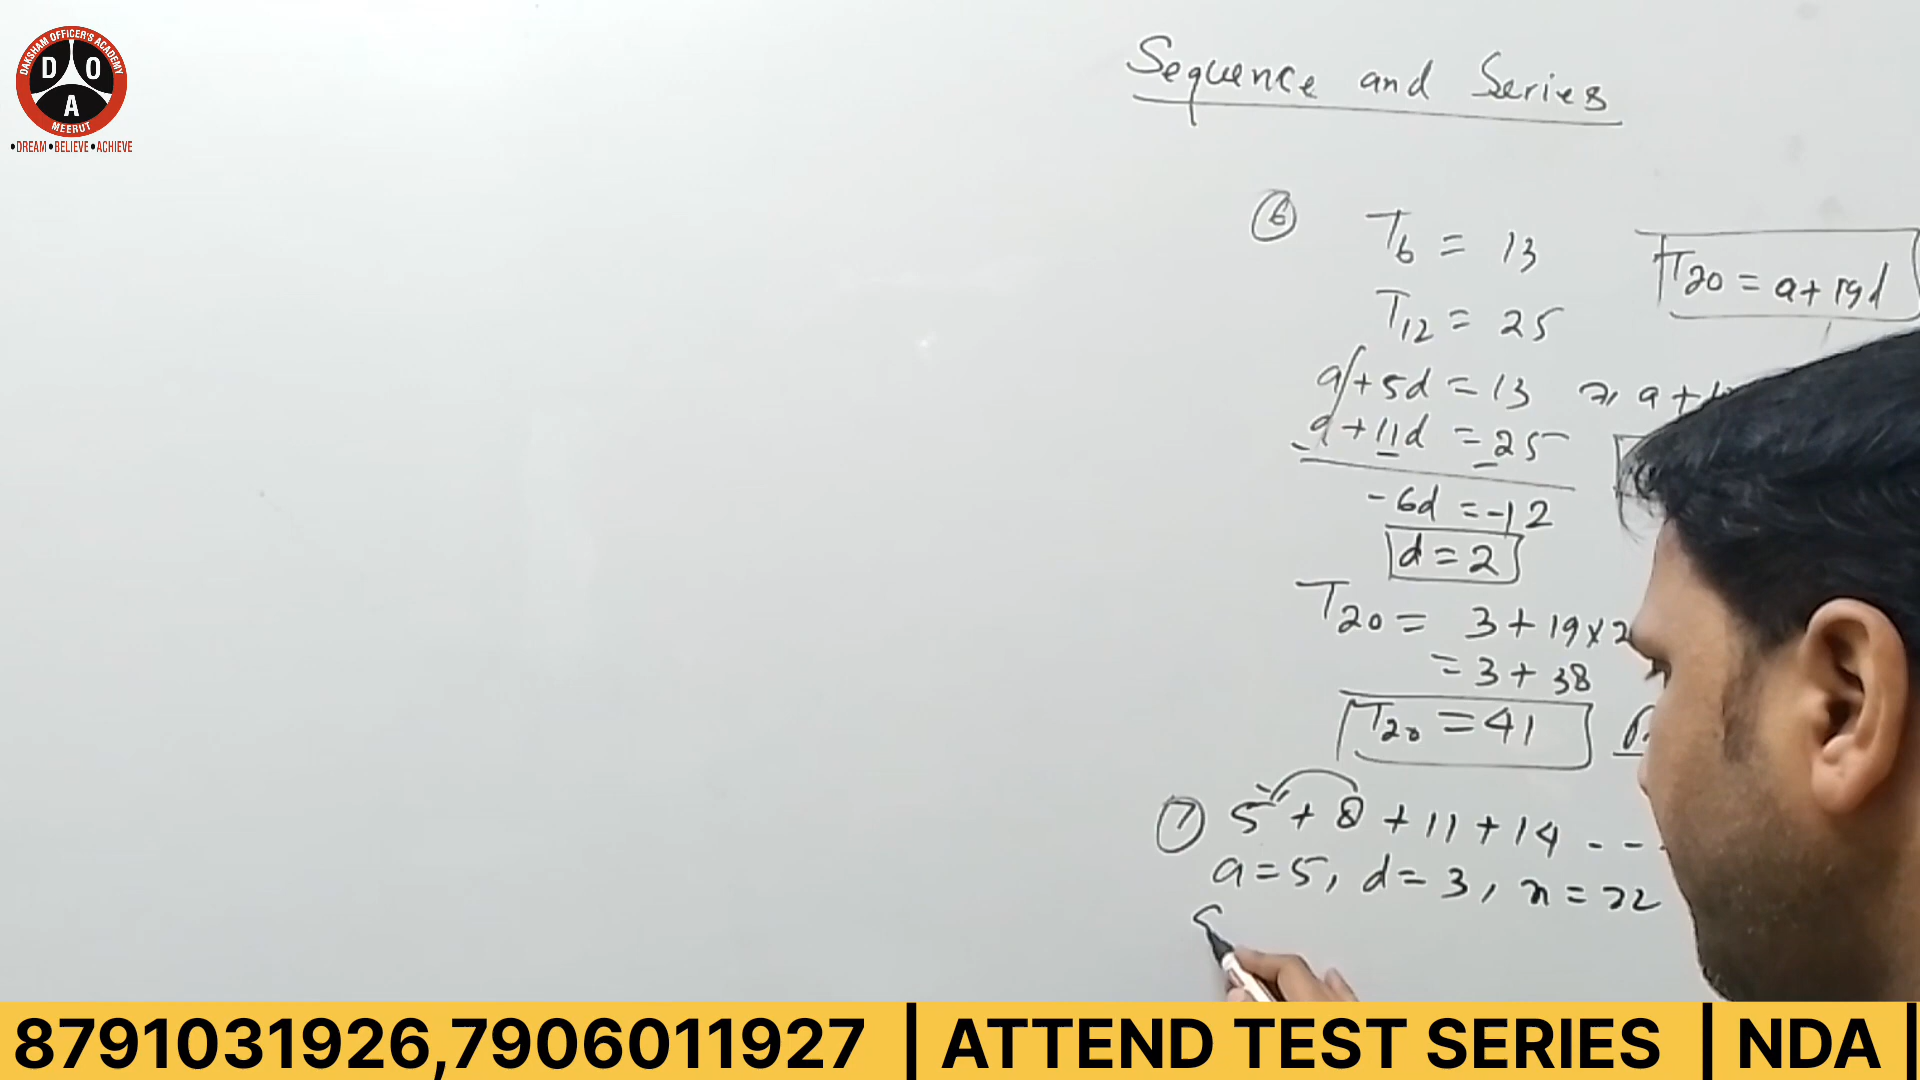 DAKSHAM OFFICER'S ACADEMY
D O
A
MEERUT
•DREAM•BELIEVE•ACHIEVE
Sequence and Series
⑥ T₆ = 13
T₂₀ = a + 19d
T₁₂ = 25
a + 5d = 13
a + 11d = 25
-6d = -12
d = 2
T₂₀ = 3 + 19 × 2
= 3 + 38
T₂₀ = 41
⑦ 5 + 8 + 11 + 14 - -
a = 5, d = 3, n = 22
8791031926,7906011927 | ATTEND TEST SERIES | NDA |